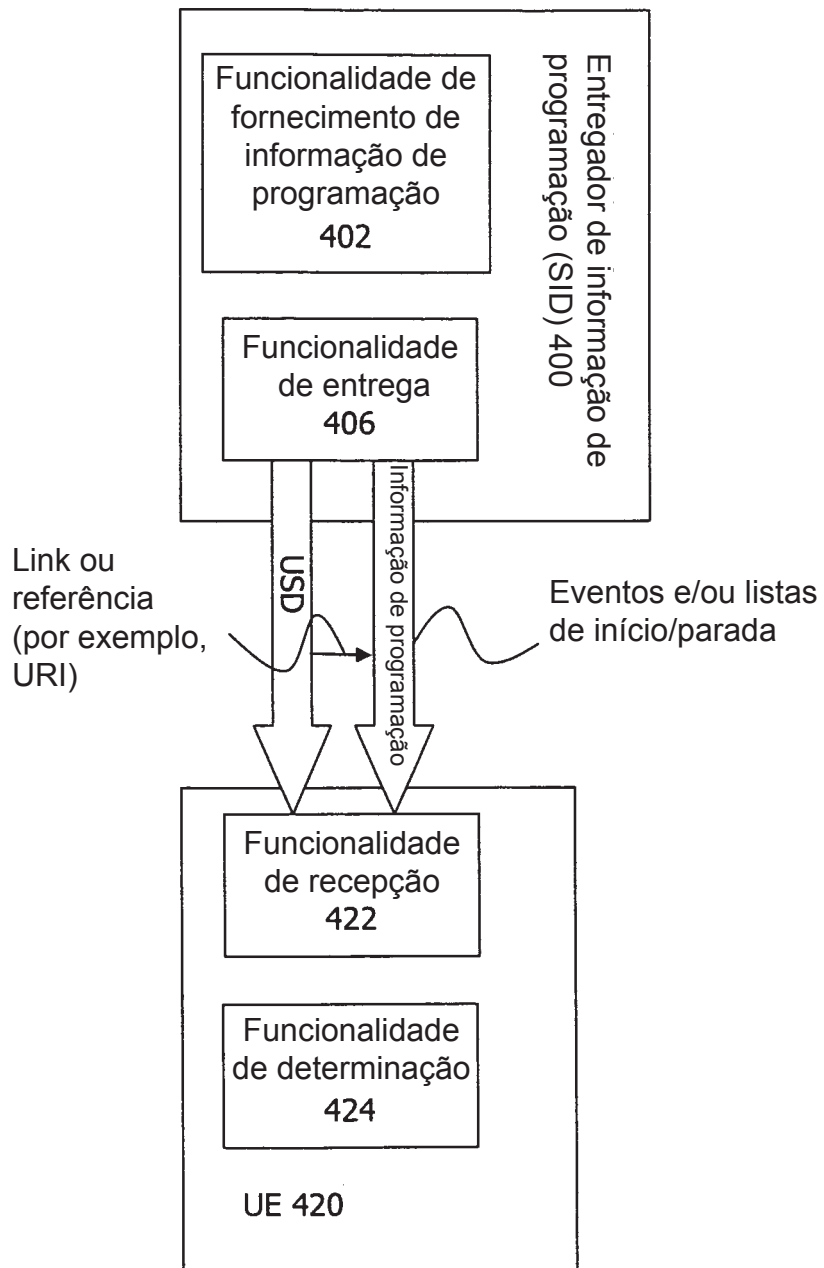 Funcionalidade de
fornecimento de
informação de
programação
402
Entregador de informação de
programação (SID) 400
Funcionalidade
de entrega
406
USD
Informação de programação
Link ou
referência
(por exemplo,
URI)
Eventos e/ou listas
de início/parada
Funcionalidade
de recepção
422
Funcionalidade
de determinação
424
UE 420